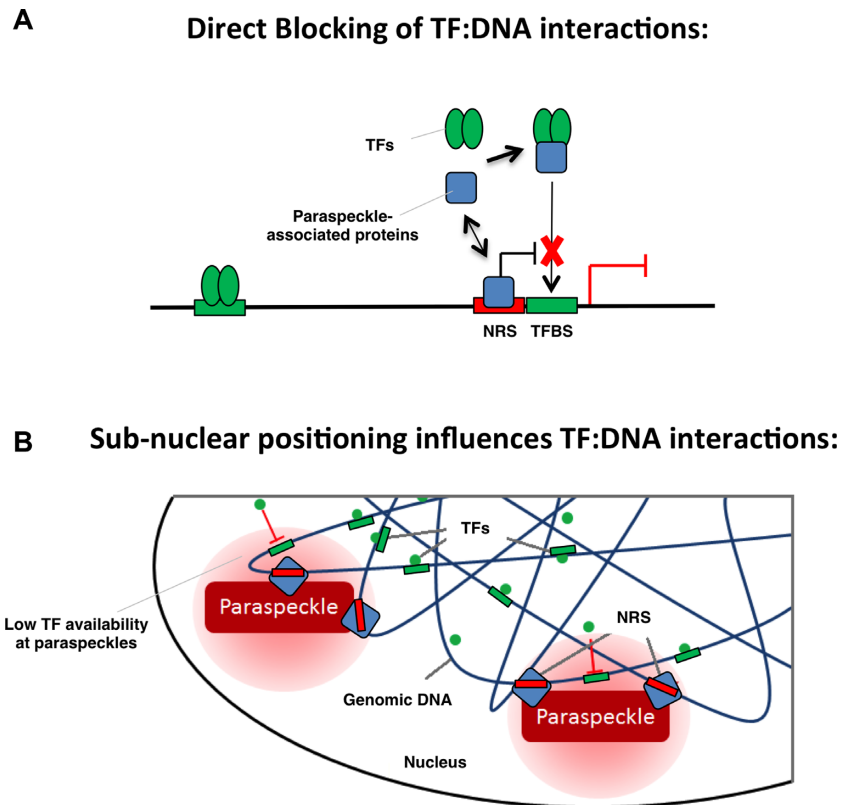 A
Direct Blocking of TF:DNA interactions:
TFs
Paraspeckle-
associated proteins
NRS
TFBS
B
Sub-nuclear positioning influences TF:DNA interactions:
TFs
Paraspeckle
NRS
Low TF availability
at paraspeckles
Genomic DNA
Paraspeckle
Nucleus